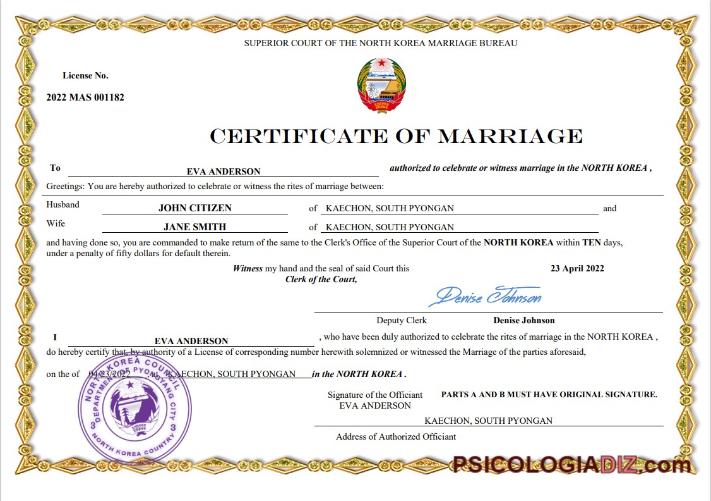 SUPERIOR COURT OF THE NORTH KOREA MARRIAGE BUREAU
License No.
2022 MAS 001182
CERTIFICATE OF MARRIAGE
To EVA ANDERSON authorized to celebrate or witness marriage in the NORTH KOREA ,
Greetings: You are hereby authorized to celebrate or witness the rites of marriage between:
Husband JOHN CITIZEN of KAECHON, SOUTH PYONGAN and
Wife JANE SMITH of KAECHON, SOUTH PYONGAN
and having done so, you are commanded to make return of the same to the Clerk's Office of the Superior Court of the NORTH KOREA within TEN days,
under a penalty of fifty dollars for default therein.
Witness my hand and the seal of said Court this 23 April 2022
Clerk of the Court,
Denise Johnson
Deputy Clerk Denise Johnson
I EVA ANDERSON , who have been duly authorized to celebrate the rites of marriage in the NORTH KOREA ,
do hereby certify that, by authority of a License of corresponding number herewith solemnized or witnessed the Marriage of the parties aforesaid,
on the of 04/23/2022 at KAECHON, SOUTH PYONGAN in the NORTH KOREA .
NORTH KOREA COUNCIL
DEPARTMENT FOR PYONGYANG CITY
3 3
NORTH KOREA COUNTRY
Signature of the Officiant PARTS A AND B MUST HAVE ORIGINAL SIGNATURE.
EVA ANDERSON
KAECHON, SOUTH PYONGAN
Address of Authorized Officiant
PSICOLOGIADIZ.com